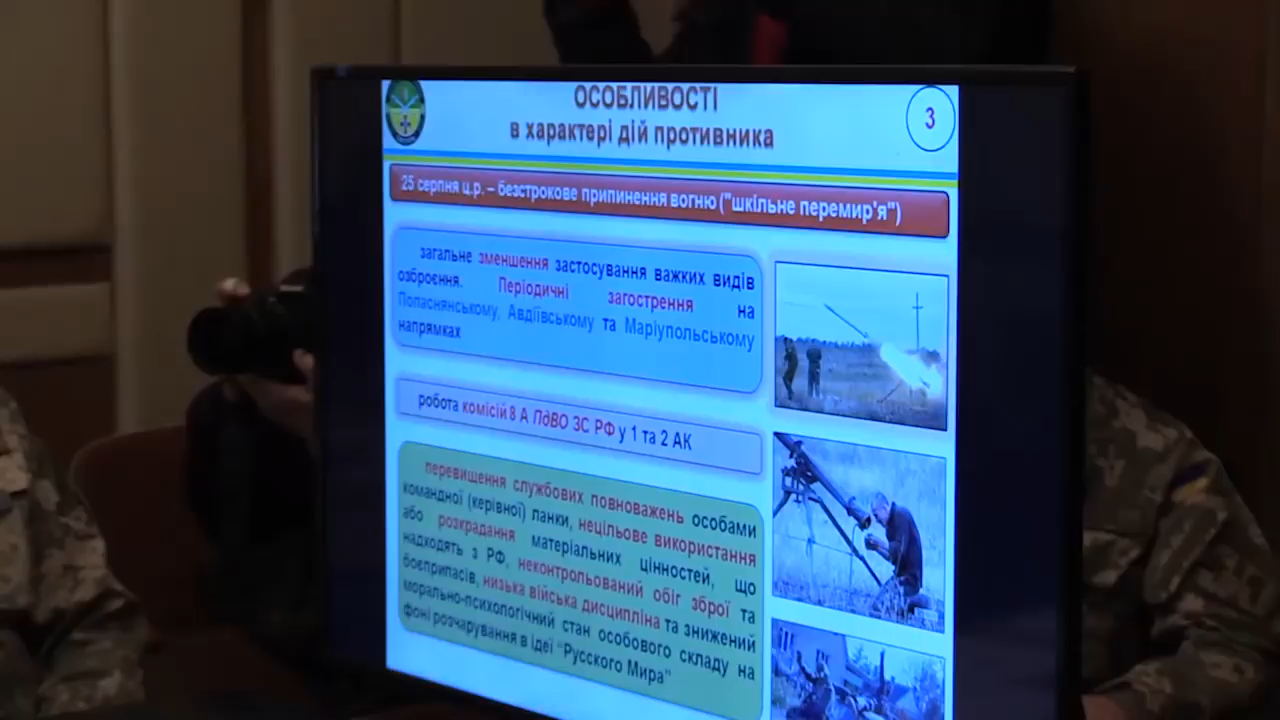 ОСОБЛИВОСТІ
в характері дій противника
3
25 серпня ц.р. – безстрокове припинення вогню ("шкільне перемир'я")
загальне зменшення застосування важких видів
озброєння. Періодичні загострення на
Попаснянському, Авдіївському та Маріупольському
напрямках
робота комісій 8 А ПдВО ЗС РФ у 1 та 2 АК
перевищення службових повноважень особами
командної (керівної) ланки, нецільове використання
або розкрадання матеріальних цінностей, що
надходять з РФ, неконтрольований обіг зброї та
боєприпасів, низька війська дисципліна та знижений
морально-психологічний стан особового складу на
фоні розчарування в ідеї "Русского Мира"